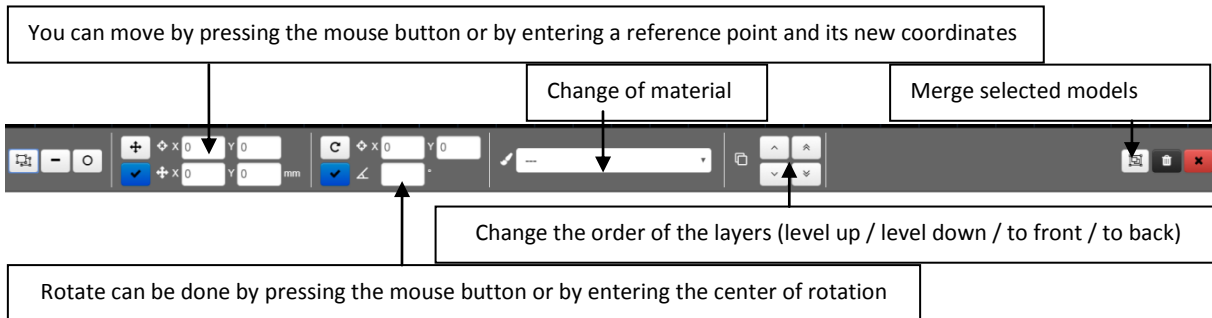 You can move by pressing the mouse button or by entering a reference point and its new coordinates
Change of material
Merge selected models
X 0 Y 0
X 0 Y 0 mm
X 0 Y 0
°
---
Change the order of the layers (level up / level down / to front / to back)
Rotate can be done by pressing the mouse button or by entering the center of rotation